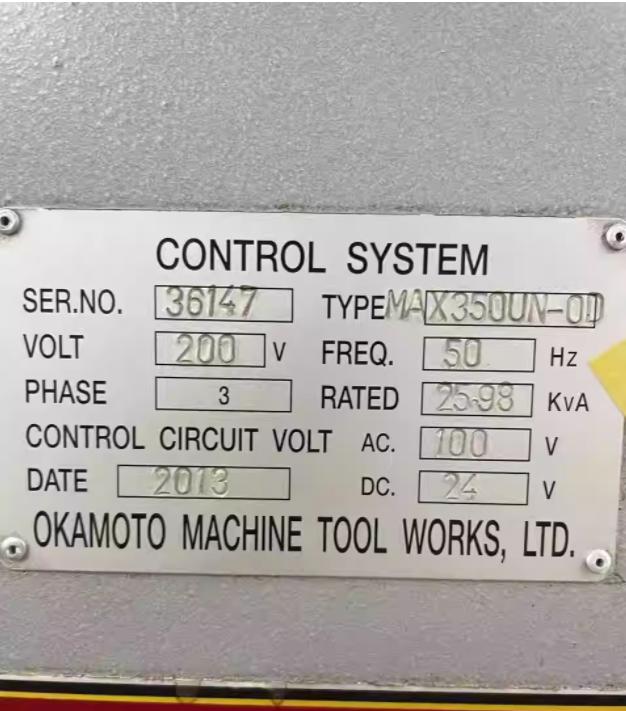 CONTROL SYSTEM
SER.NO. 36147 TYPE MAX350UN-OD
VOLT 200 V FREQ. 50 Hz
PHASE 3 RATED 25.98 KvA
CONTROL CIRCUIT VOLT AC. 100 V
DATE 2013 DC. 24 V
OKAMOTO MACHINE TOOL WORKS, LTD.